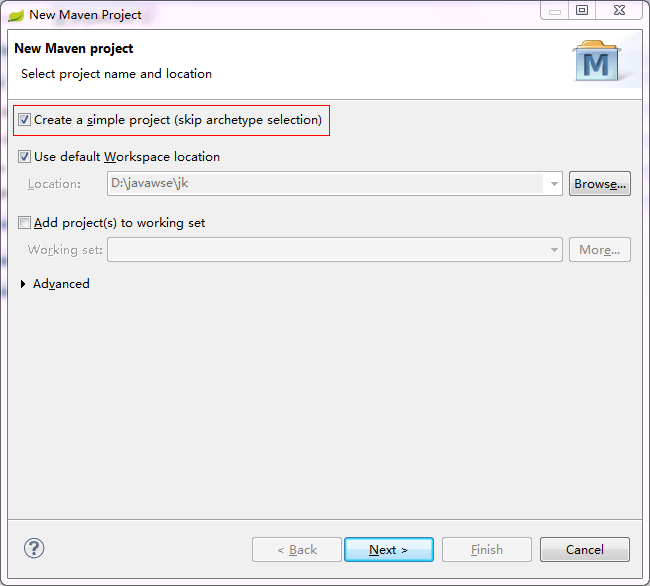 New Maven Project
New Maven project
Select project name and location
M
Create a simple project (skip archetype selection)
Use default Workspace location
Location: D:\javawse\jk Browse...
Add project(s) to working set
Working set: More...
Advanced
? < Back Next > Finish Cancel